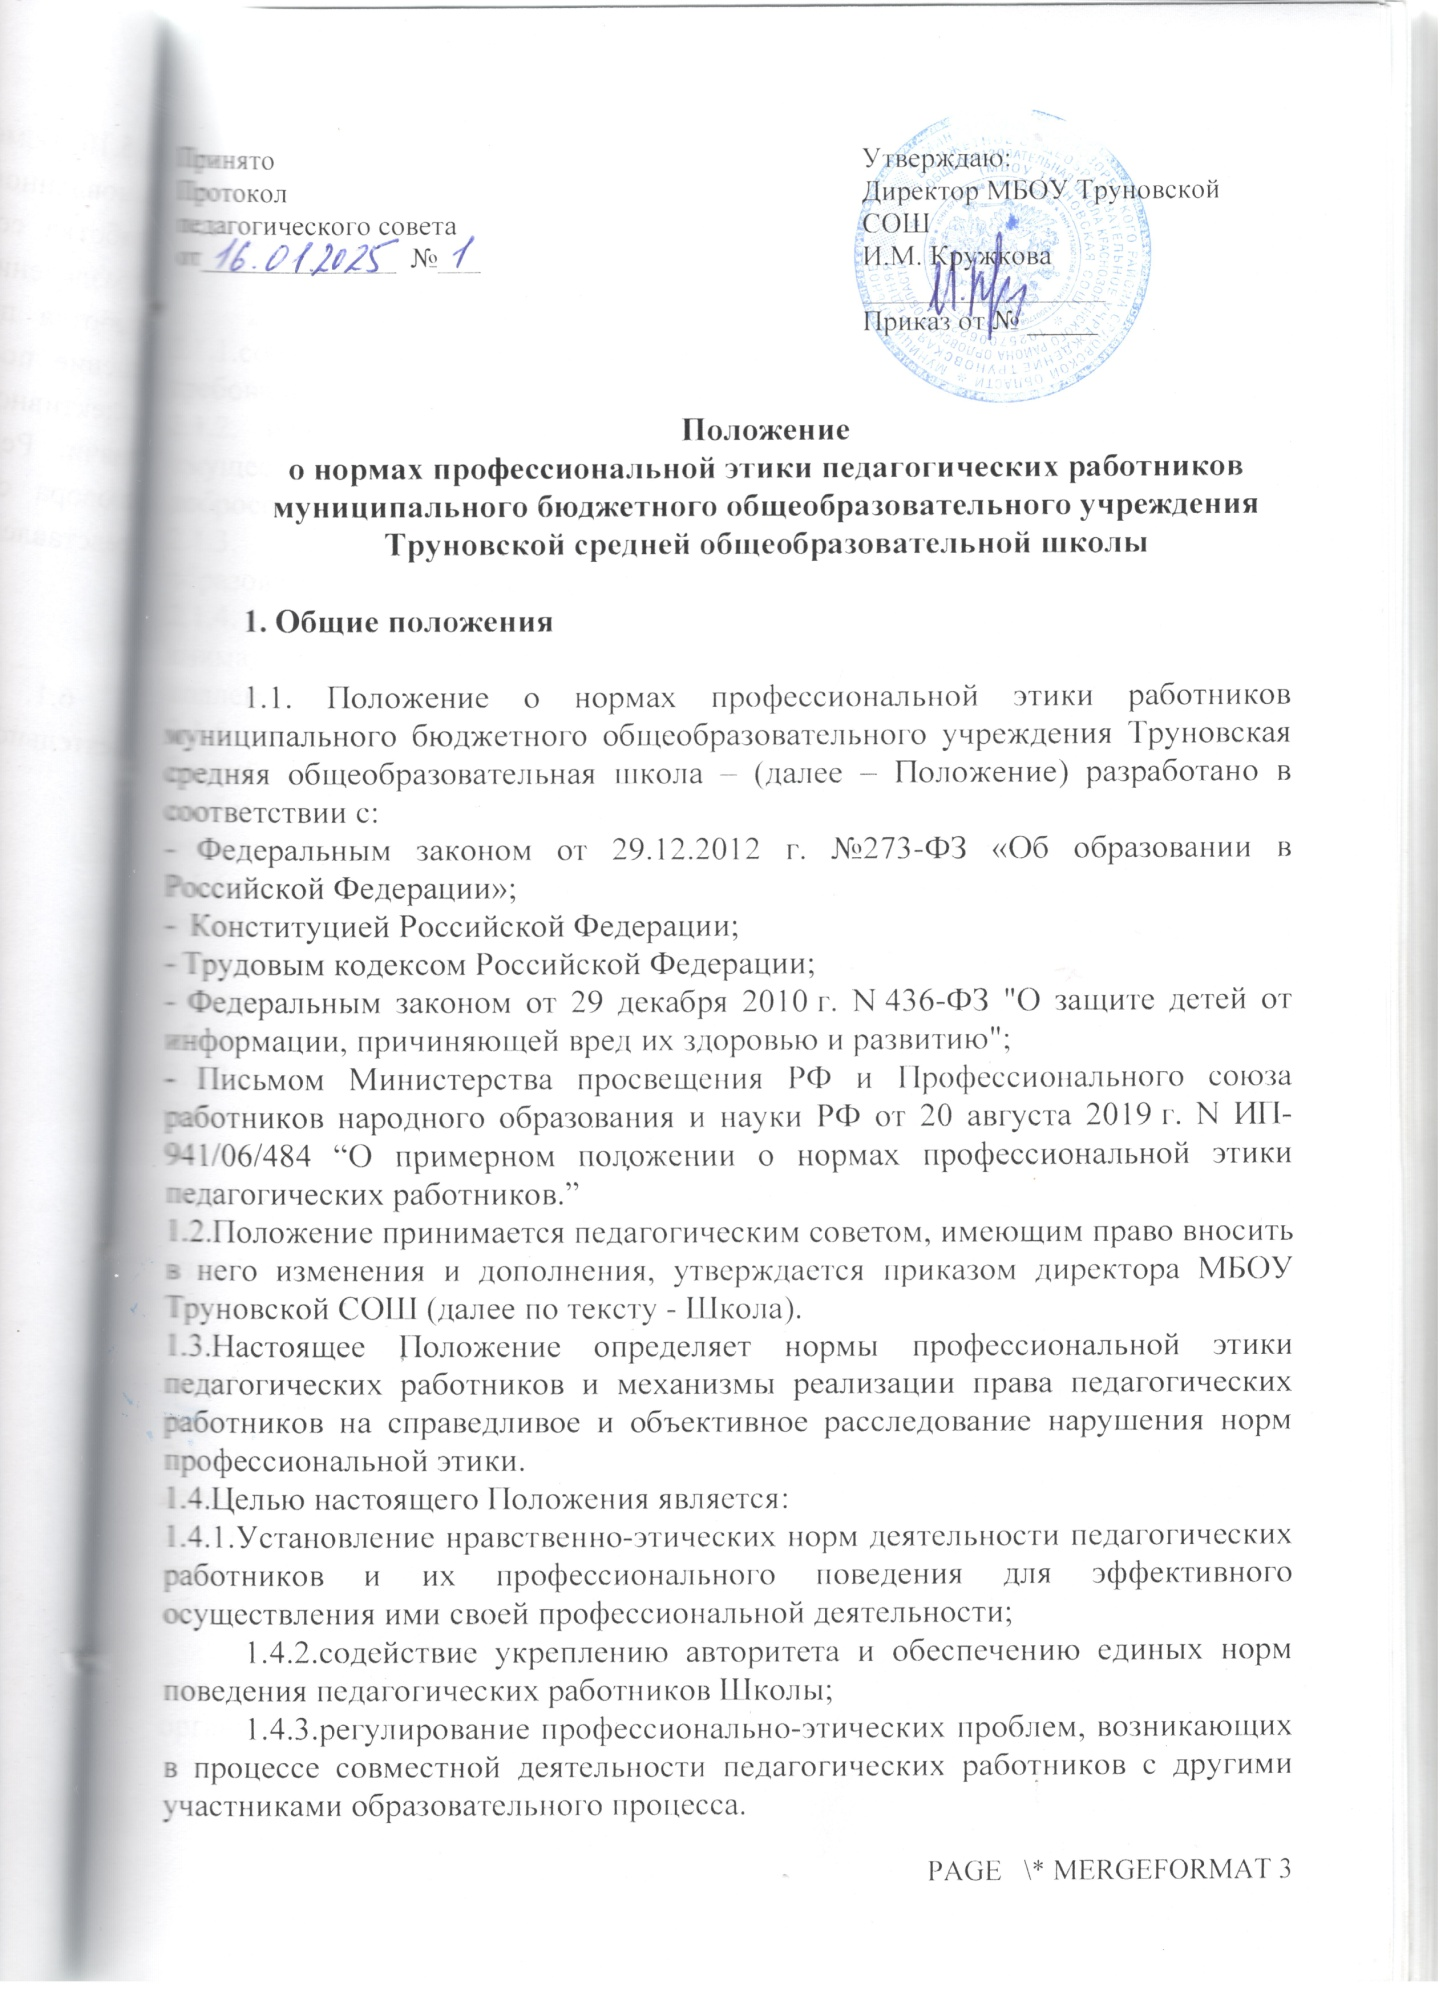 Принято
Протокол
педагогического совета
от 16.01.2025 № 1
Утверждаю:
Директор МБОУ Труновской
СОШ
И.М. Кружкова
Приказ от №
Положение
о нормах профессиональной этики педагогических работников
муниципального бюджетного общеобразовательного учреждения
Труновской средней общеобразовательной школы
1. Общие положения
1.1. Положение о нормах профессиональной этики работников
муниципального бюджетного общеобразовательного учреждения Труновская
средняя общеобразовательная школа – (далее – Положение) разработано в
соответствии с:
- Федеральным законом от 29.12.2012 г. №273-ФЗ «Об образовании в
Российской Федерации»;
- Конституцией Российской Федерации;
- Трудовым кодексом Российской Федерации;
- Федеральным законом от 29 декабря 2010 г. N 436-ФЗ "О защите детей от
информации, причиняющей вред их здоровью и развитию";
- Письмом Министерства просвещения РФ и Профессионального союза
работников народного образования и науки РФ от 20 августа 2019 г. N ИП-
941/06/484 “О примерном положении о нормах профессиональной этики
педагогических работников.”
1.2.Положение принимается педагогическим советом, имеющим право вносить
в него изменения и дополнения, утверждается приказом директора МБОУ
Труновской СОШ (далее по тексту - Школа).
1.3.Настоящее Положение определяет нормы профессиональной этики
педагогических работников и механизмы реализации права педагогических
работников на справедливое и объективное расследование нарушения норм
профессиональной этики.
1.4.Целью настоящего Положения является:
1.4.1.Установление нравственно-этических норм деятельности педагогических
работников и их профессионального поведения для эффективного
осуществления ими своей профессиональной деятельности;
1.4.2.содействие укреплению авторитета и обеспечению единых норм
поведения педагогических работников Школы;
1.4.3.регулирование профессионально-этических проблем, возникающих
в процессе совместной деятельности педагогических работников с другими
участниками образовательного процесса.
PAGE \* MERGEFORMAT 3